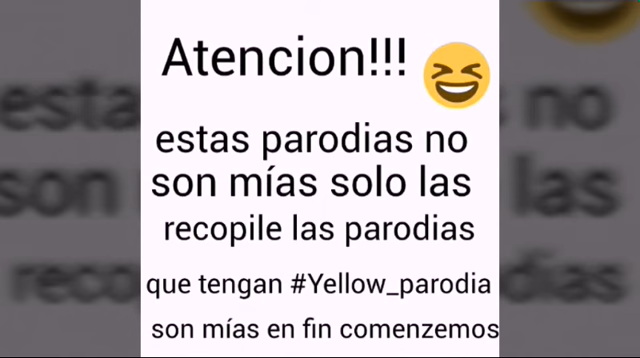 Atencion!!! 😆
estas parodias no
son mías solo las
recopile las parodias
que tengan #Yellow_parodia
son mías en fin comenzemos